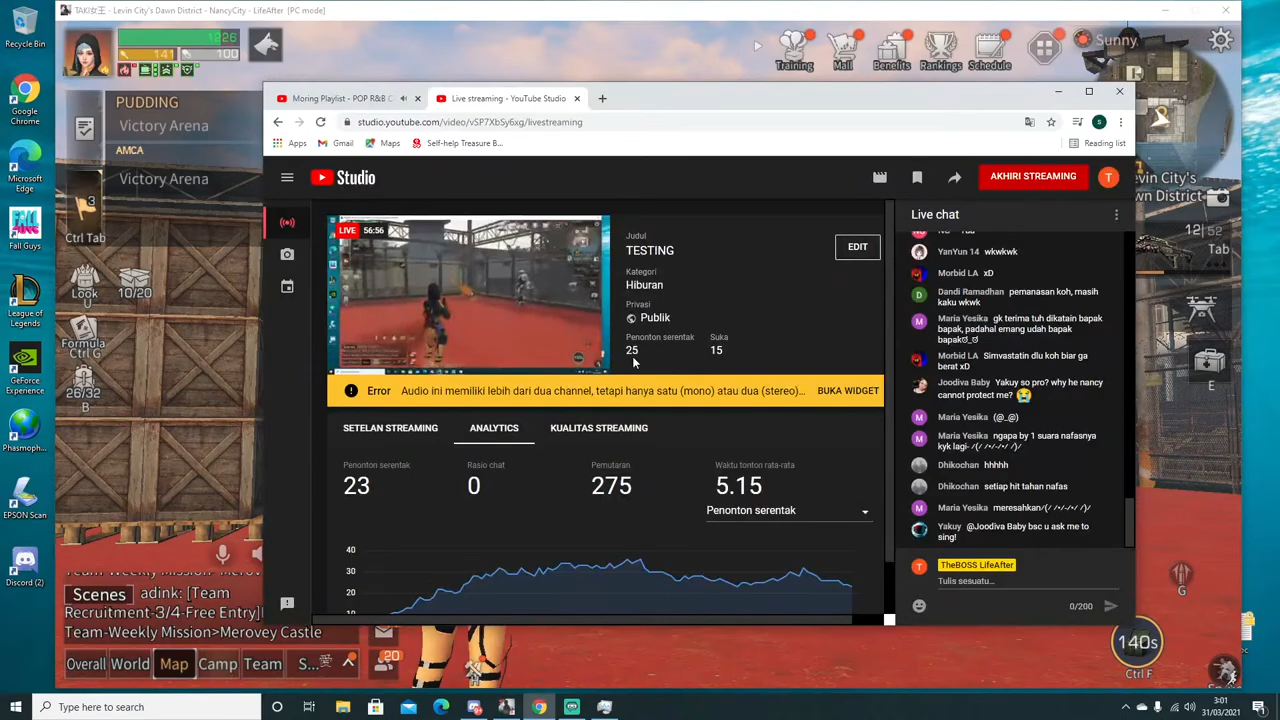 TAKI女王 - Levin City's Dawn District - NancyCity - LifeAfter [PC mode]
Recycle Bin
Google Chrome
Microsoft Edge
Fall Guys
League of Legends
GeForce Experience
EPSON Scan
Discord (2)
1226
141
100
Training
Mall
Benefits
Rankings
Schedule
Sunny
PUDDING
Victory Arena
AMCA
Victory Arena
3
Ctrl Tab
Look
U
10/20
Formula
Ctrl G
26/32
B
Levin City's
Dawn District
12 52
Tab
E
G
140s
Ctrl F
Moring Playlist - POP R&B C
Live streaming - YouTube Studio
studio.youtube.com/video/vSP7XbSy6xg/livestreaming
Apps
Gmail
Maps
Self-help Treasure B...
Reading list
Studio
AKHIRI STREAMING
T
LIVE 56:56
Judul
TESTING
EDIT
Kategori
Hiburan
Privasi
Publik
Penonton serentak Suka
25 15
Error Audio ini memiliki lebih dari dua channel, tetapi hanya satu (mono) atau dua (stereo)... BUKA WIDGET
SETELAN STREAMING ANALYTICS KUALITAS STREAMING
Penonton serentak Rasio chat Pemutaran Waktu tonton rata-rata
23 0 275 5.15
Penonton serentak
40
30
20
10
Live chat
YanYun 14 wkwkwk
Morbid LA xD
Dandi Ramadhan pemanasan koh, masih
kaku wkwk
Maria Yesika gk terima tuh dikatain bapak
bapak, padahal emang udah bapak
bapak
Morbid LA Simvastatin dlu koh biar ga
berat xD
Joodiva Baby Yakuy so pro? why he nancy
cannot protect me? 😭
Maria Yesika (@_@)
Maria Yesika ngapa by 1 suara nafasnya
kyk lagi-
Dhikochan hhhhh
Dhikochan setiap hit tahan nafas
Maria Yesika meresahkan
Yakuy @Joodiva Baby bsc u ask me to
sing!
TheBOSS LifeAfter
Tulis sesuatu...
0/200
Scenes adink: [Team
Recruitment-3/4-Free Entry]
Team-Weekly Mission>Merovey Castle
Overall World Map Camp Team S...
20
Type here to search
3:01
31/03/2021